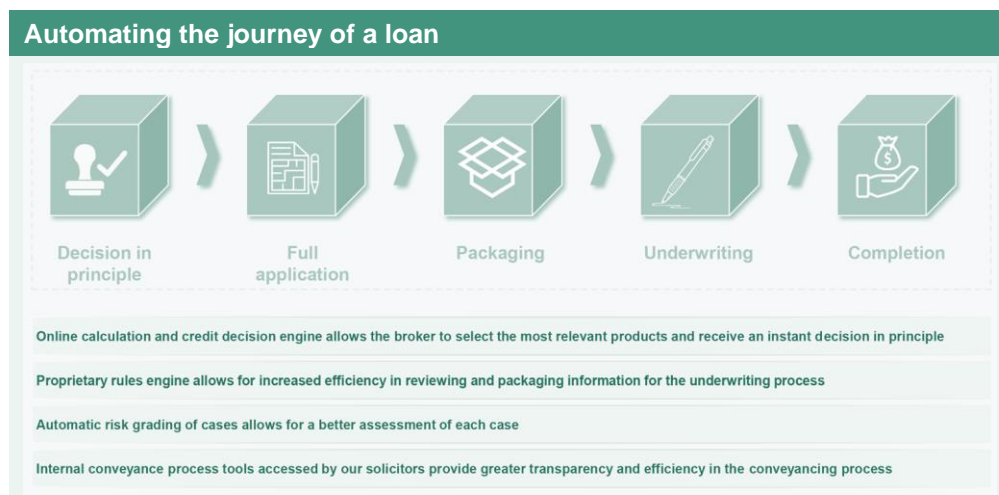 Automating the journey of a loan
Decision in
principle
Full
application
Packaging
Underwriting
Completion
Online calculation and credit decision engine allows the broker to select the most relevant products and receive an instant decision in principle
Proprietary rules engine allows for increased efficiency in reviewing and packaging information for the underwriting process
Automatic risk grading of cases allows for a better assessment of each case
Internal conveyance process tools accessed by our solicitors provide greater transparency and efficiency in the conveyancing process